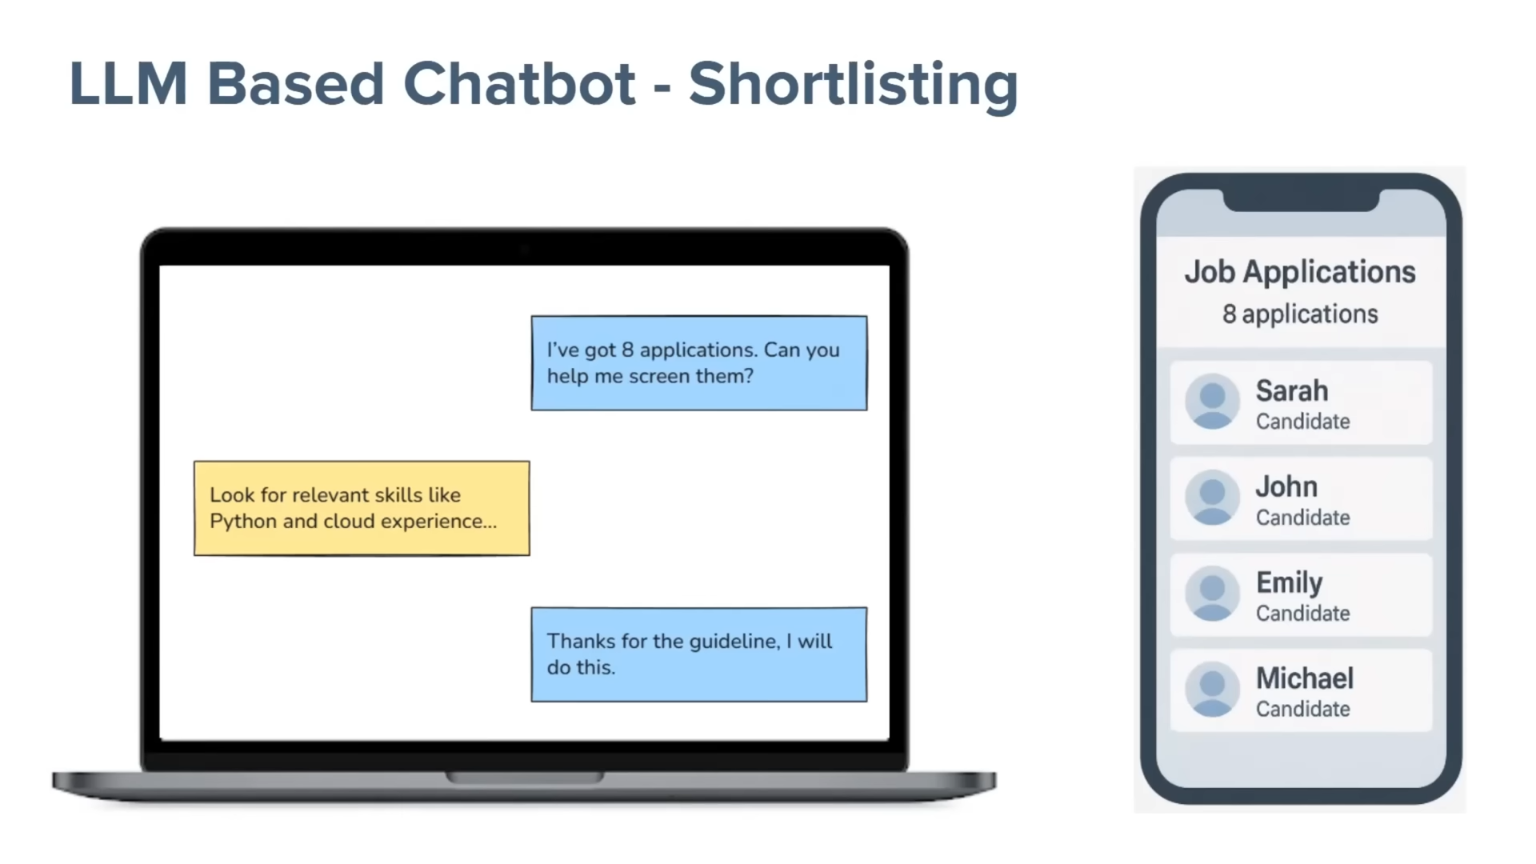 LLM Based Chatbot - Shortlisting
I've got 8 applications. Can you
help me screen them?
Look for relevant skills like
Python and cloud experience...
Thanks for the guideline, I will
do this.
Job Applications
8 applications
Sarah
Candidate
John
Candidate
Emily
Candidate
Michael
Candidate